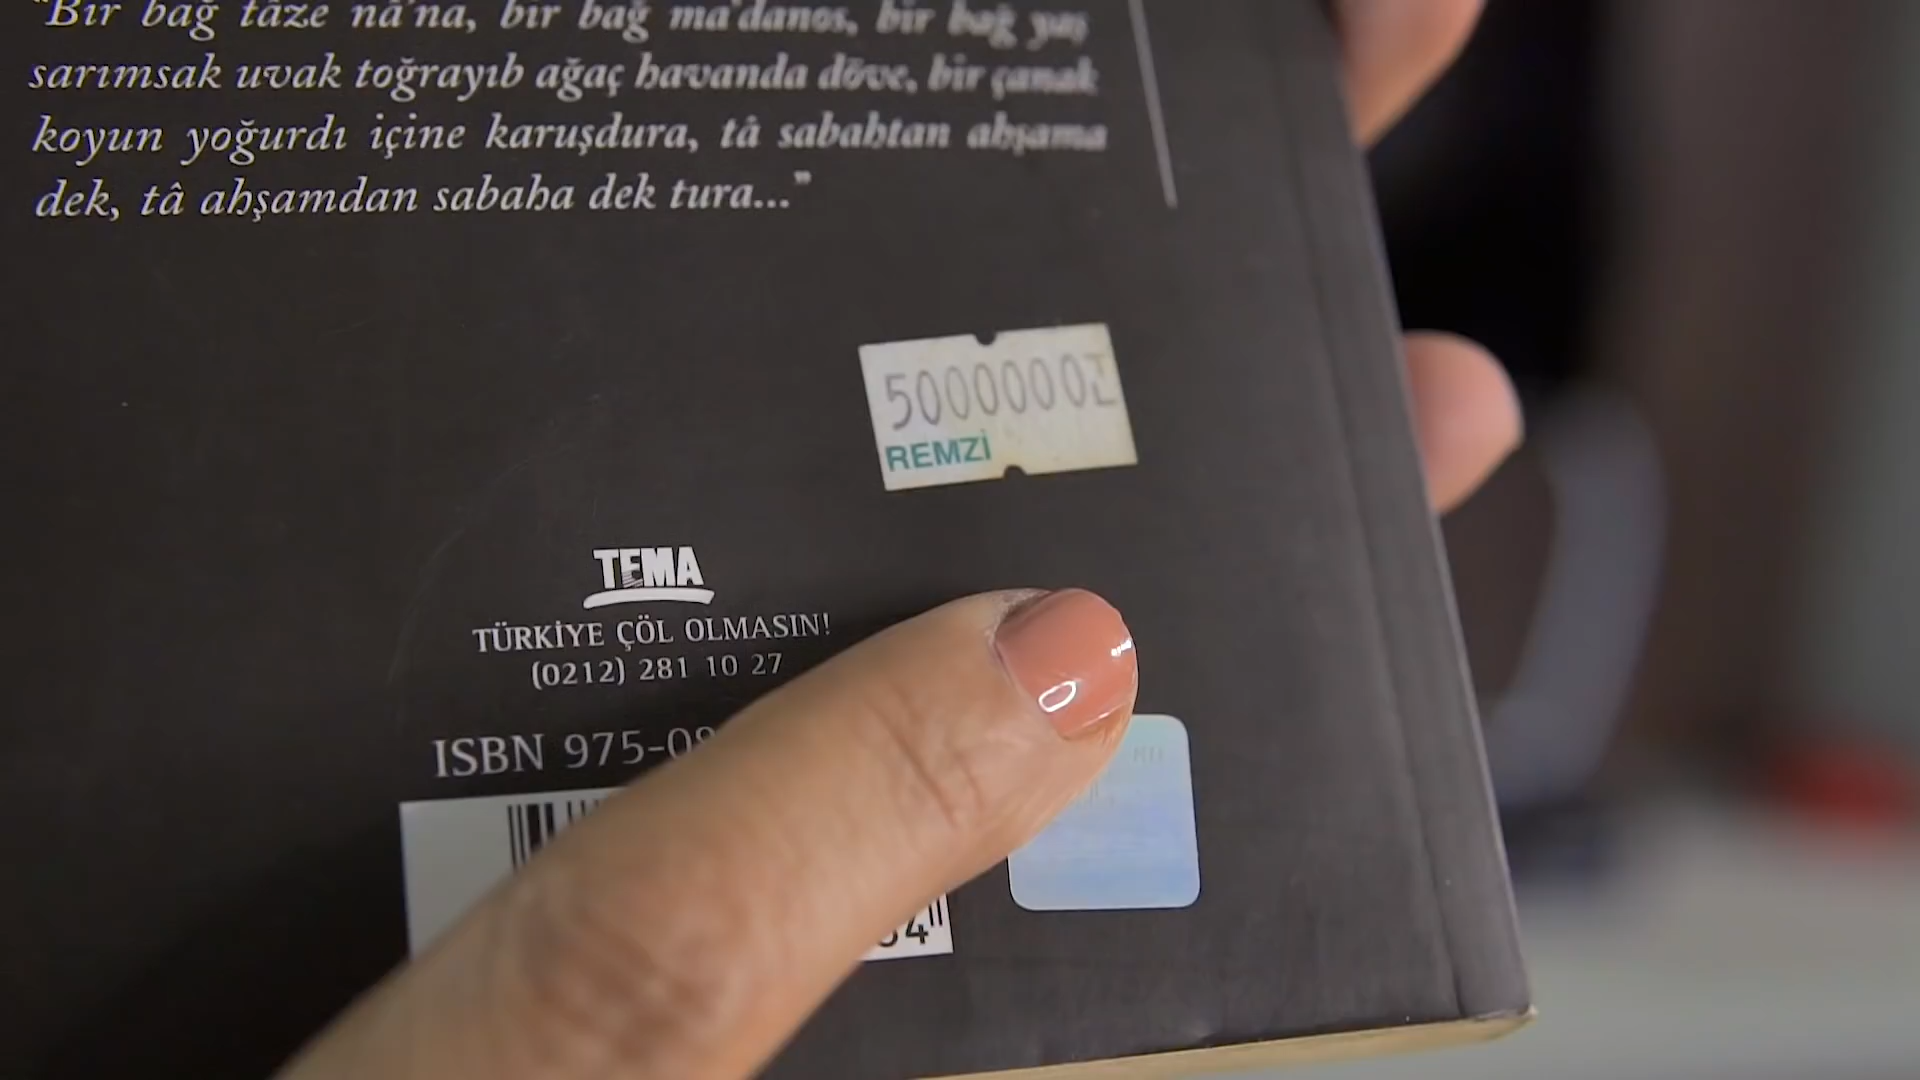 "Bir bağ tâze nâ'na, bir bağ ma'danos, bir bağ yaş
sarımsak uvak toğrayıb ağaç havanda döve, bir çanak
koyun yoğurdı içine karuşdura, tâ sabahtan ahşama
dek, tâ ahşamdan sabaha dek tura..."
5000000
REMZİ
TEMA
TÜRKİYE ÇÖL OLMASIN!
(0212) 281 10 27
ISBN 975-08